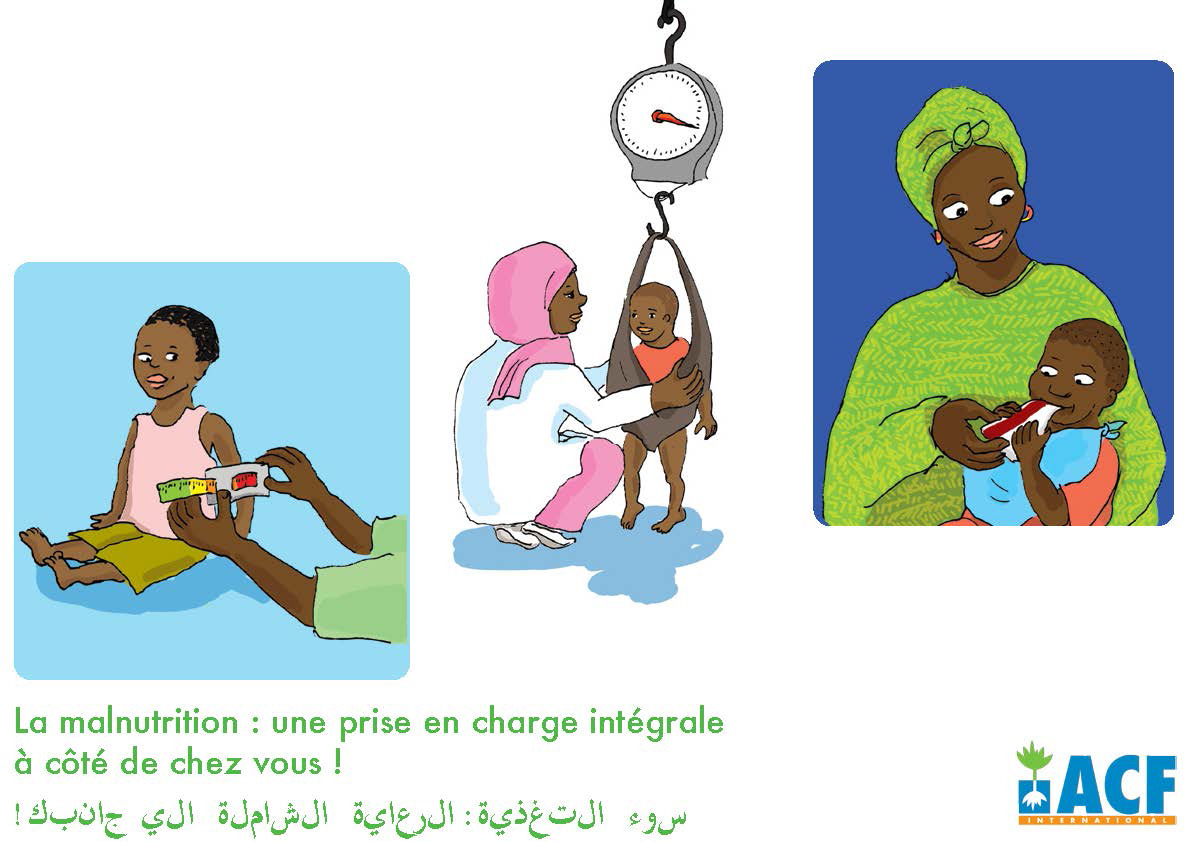 La malnutrition : une prise en charge intégrale
à côté de chez vous !
سوء التغذية : الرعاية الشاملة الي جانبك !
ACF
INTERNATIONAL